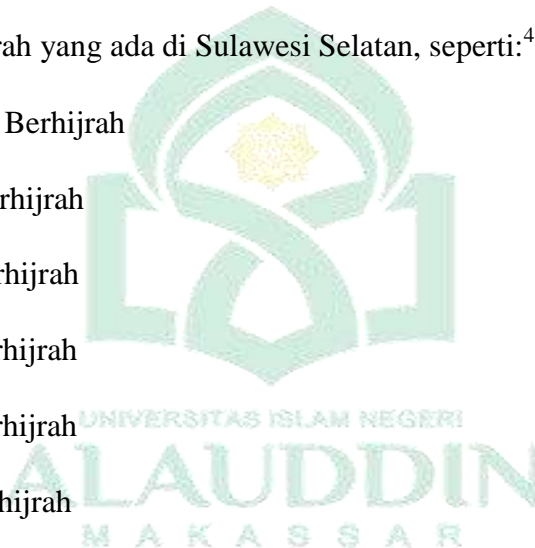 rah yang ada di Sulawesi Selatan, seperti:4
Berhijrah
rhijrah
rhijrah
rhijrah
rhijrah
hijrah
UNIVERSITAS ISLAM NEGERI
ALAUDDIN
MAKASSAR